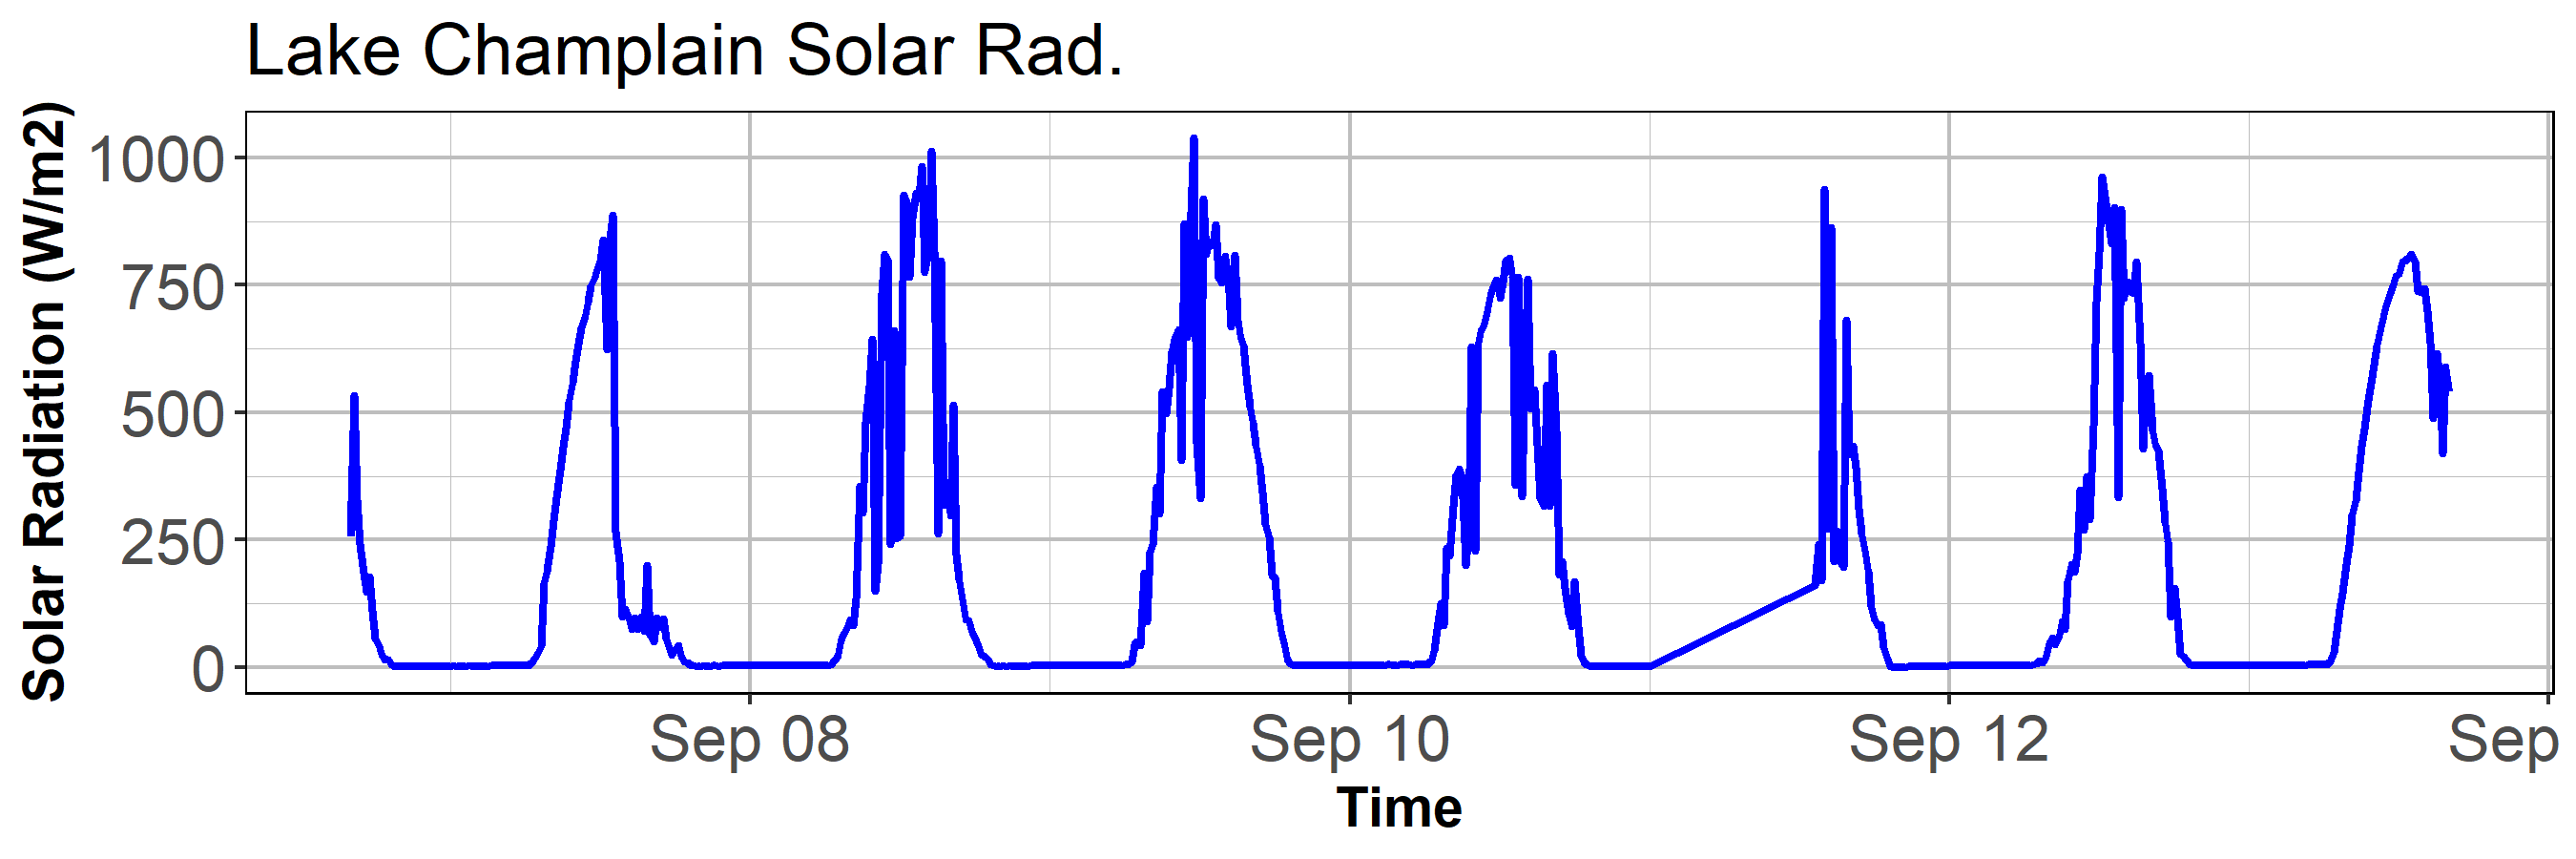 Lake Champlain Solar Rad.
Solar Radiation (W/m2)
1000
750
500
250
0
Sep 08 Sep 10 Sep 12 Sep
Time